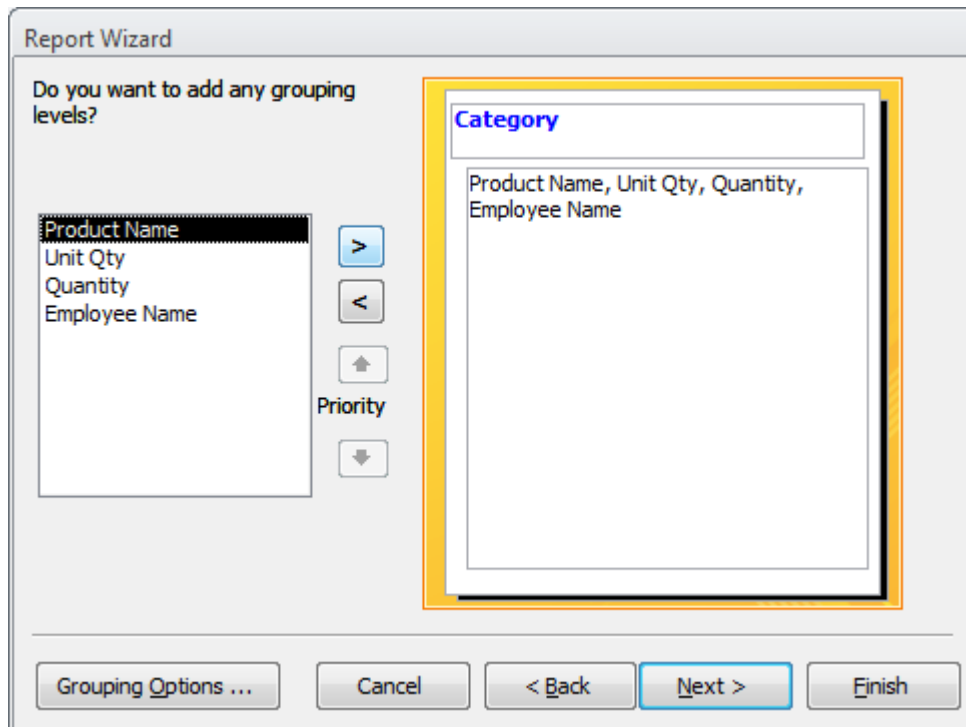 Report Wizard
Do you want to add any grouping
levels?
Product Name
Unit Qty
Quantity
Employee Name
>
<
Priority
Category
Product Name, Unit Qty, Quantity,
Employee Name
Grouping Options ...
Cancel
< Back
Next >
Finish